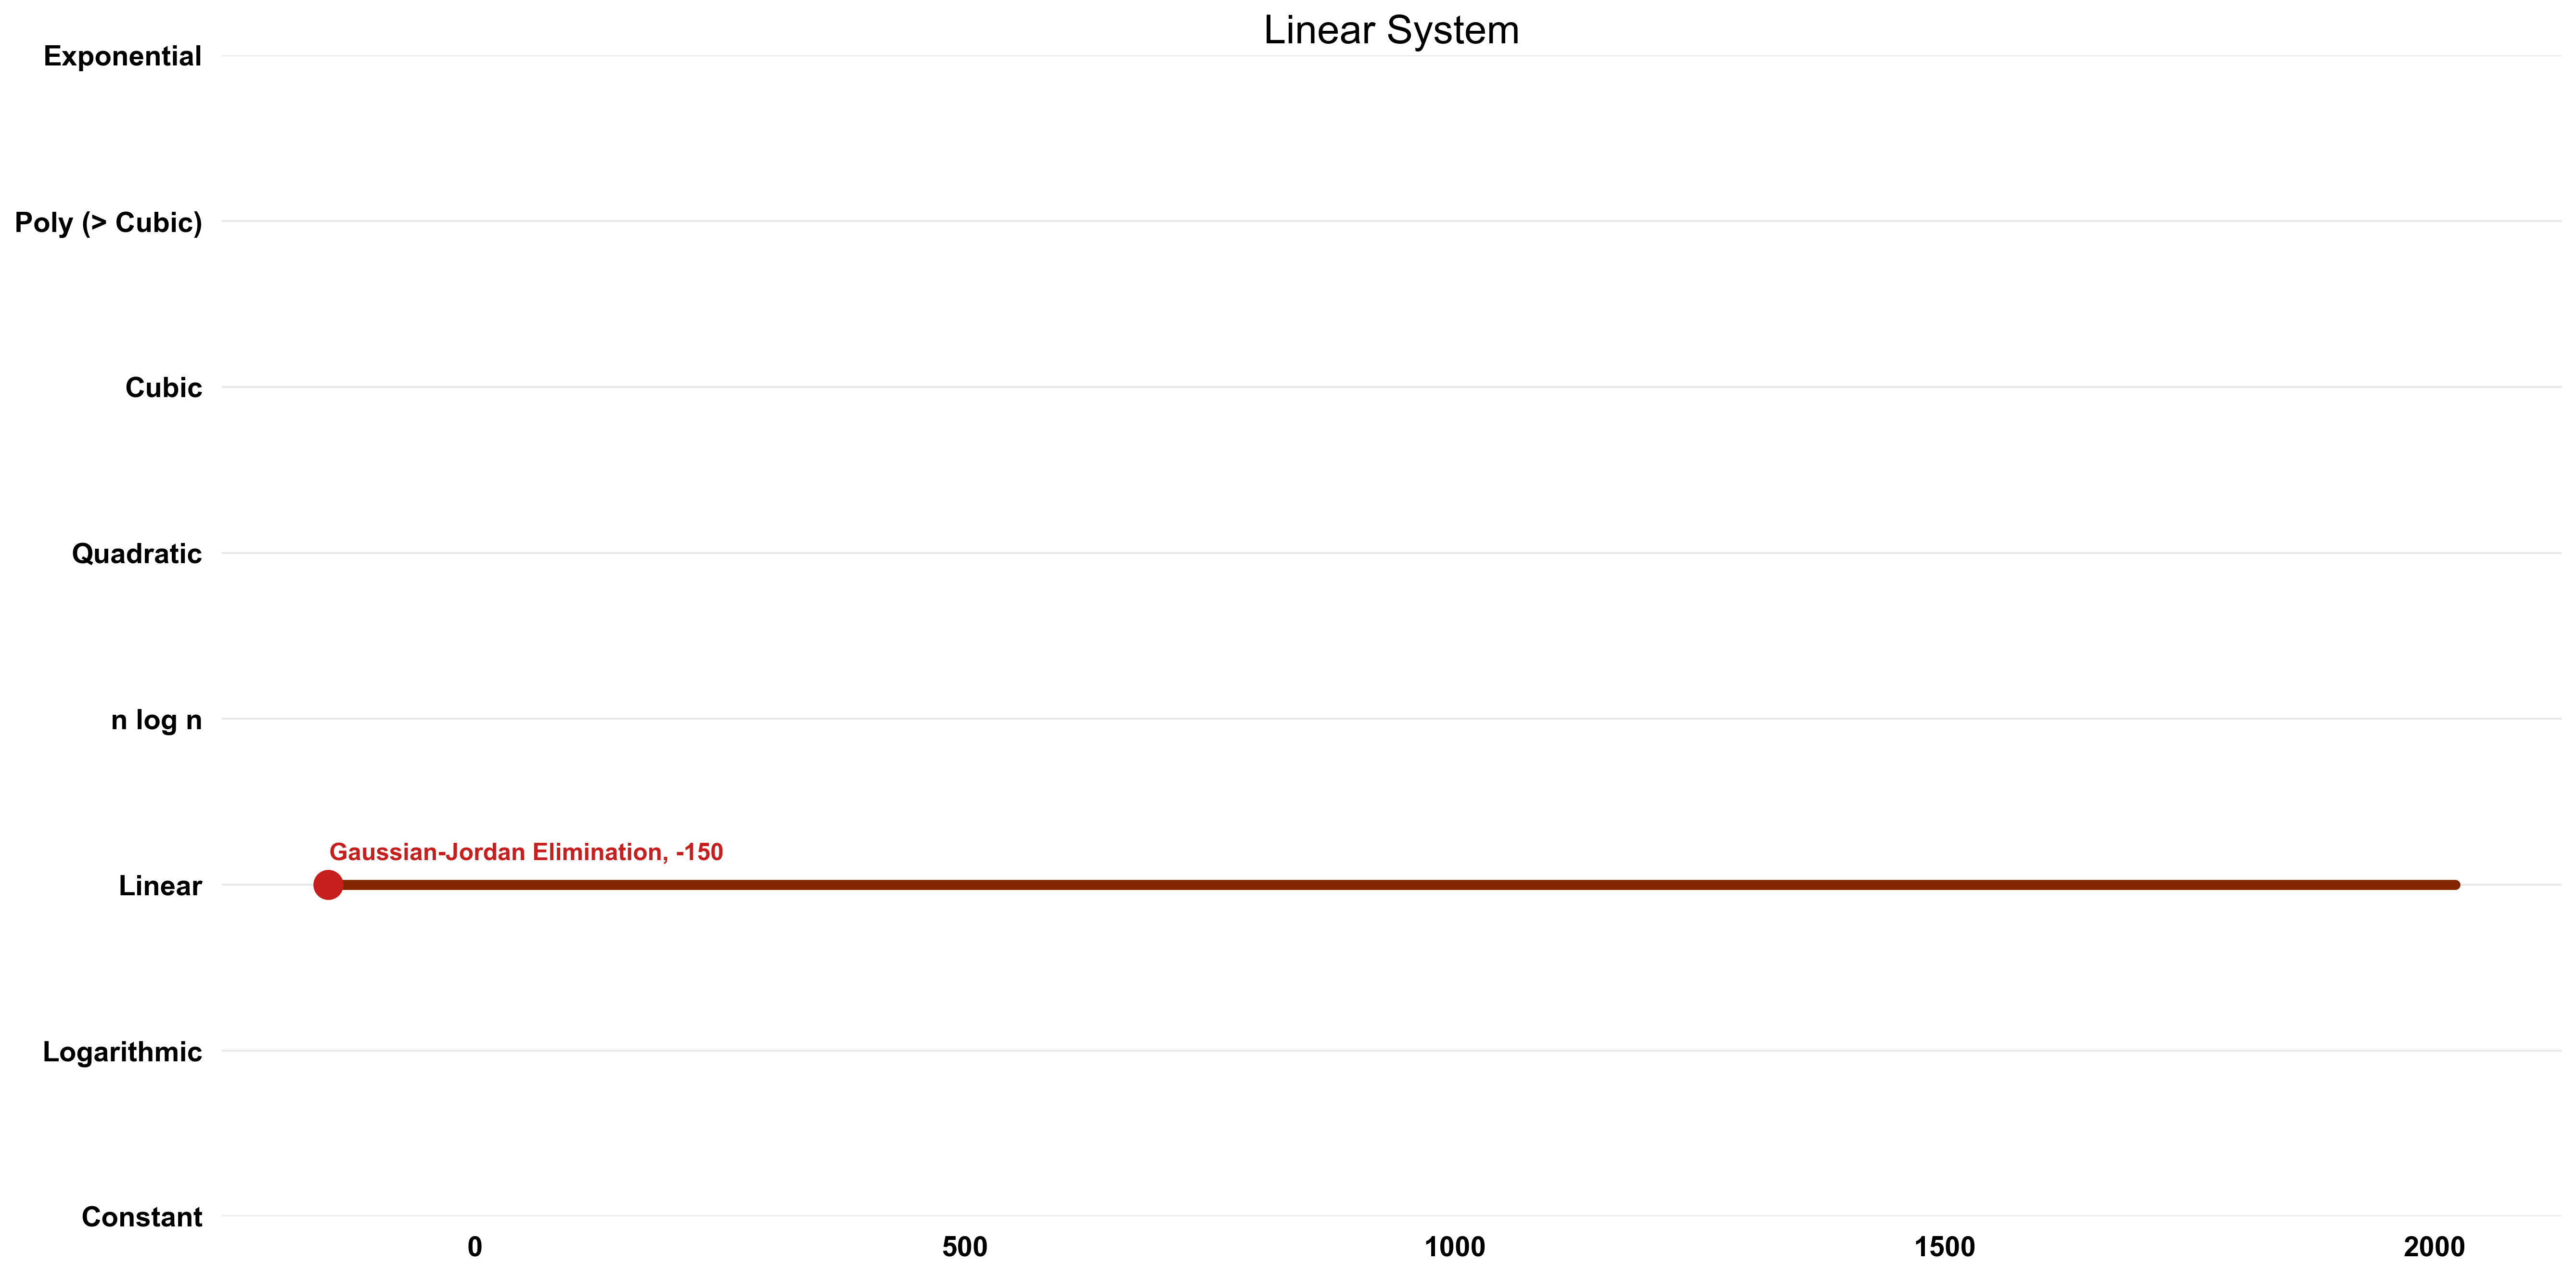 Linear System
Exponential
Poly (> Cubic)
Cubic
Quadratic
n log n
Gaussian-Jordan Elimination, -150
Linear
Logarithmic
Constant
0 500 1000 1500 2000